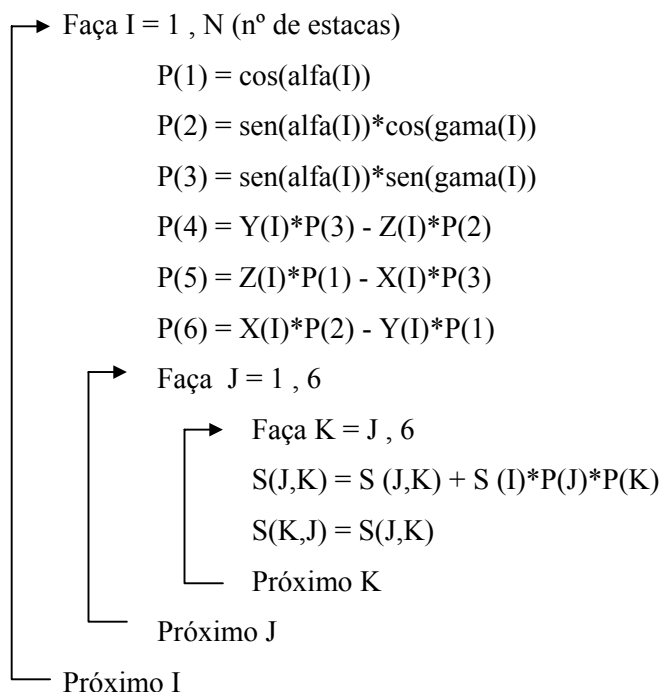 Faça I = 1 , N (nº de estacas)
P(1) = cos(alfa(I))
P(2) = sen(alfa(I))*cos(gama(I))
P(3) = sen(alfa(I))*sen(gama(I))
P(4) = Y(I)*P(3) - Z(I)*P(2)
P(5) = Z(I)*P(1) - X(I)*P(3)
P(6) = X(I)*P(2) - Y(I)*P(1)
Faça J = 1 , 6
Faça K = J , 6
S(J,K) = S (J,K) + S (I)*P(J)*P(K)
S(K,J) = S(J,K)
Próximo K
Próximo J
Próximo I